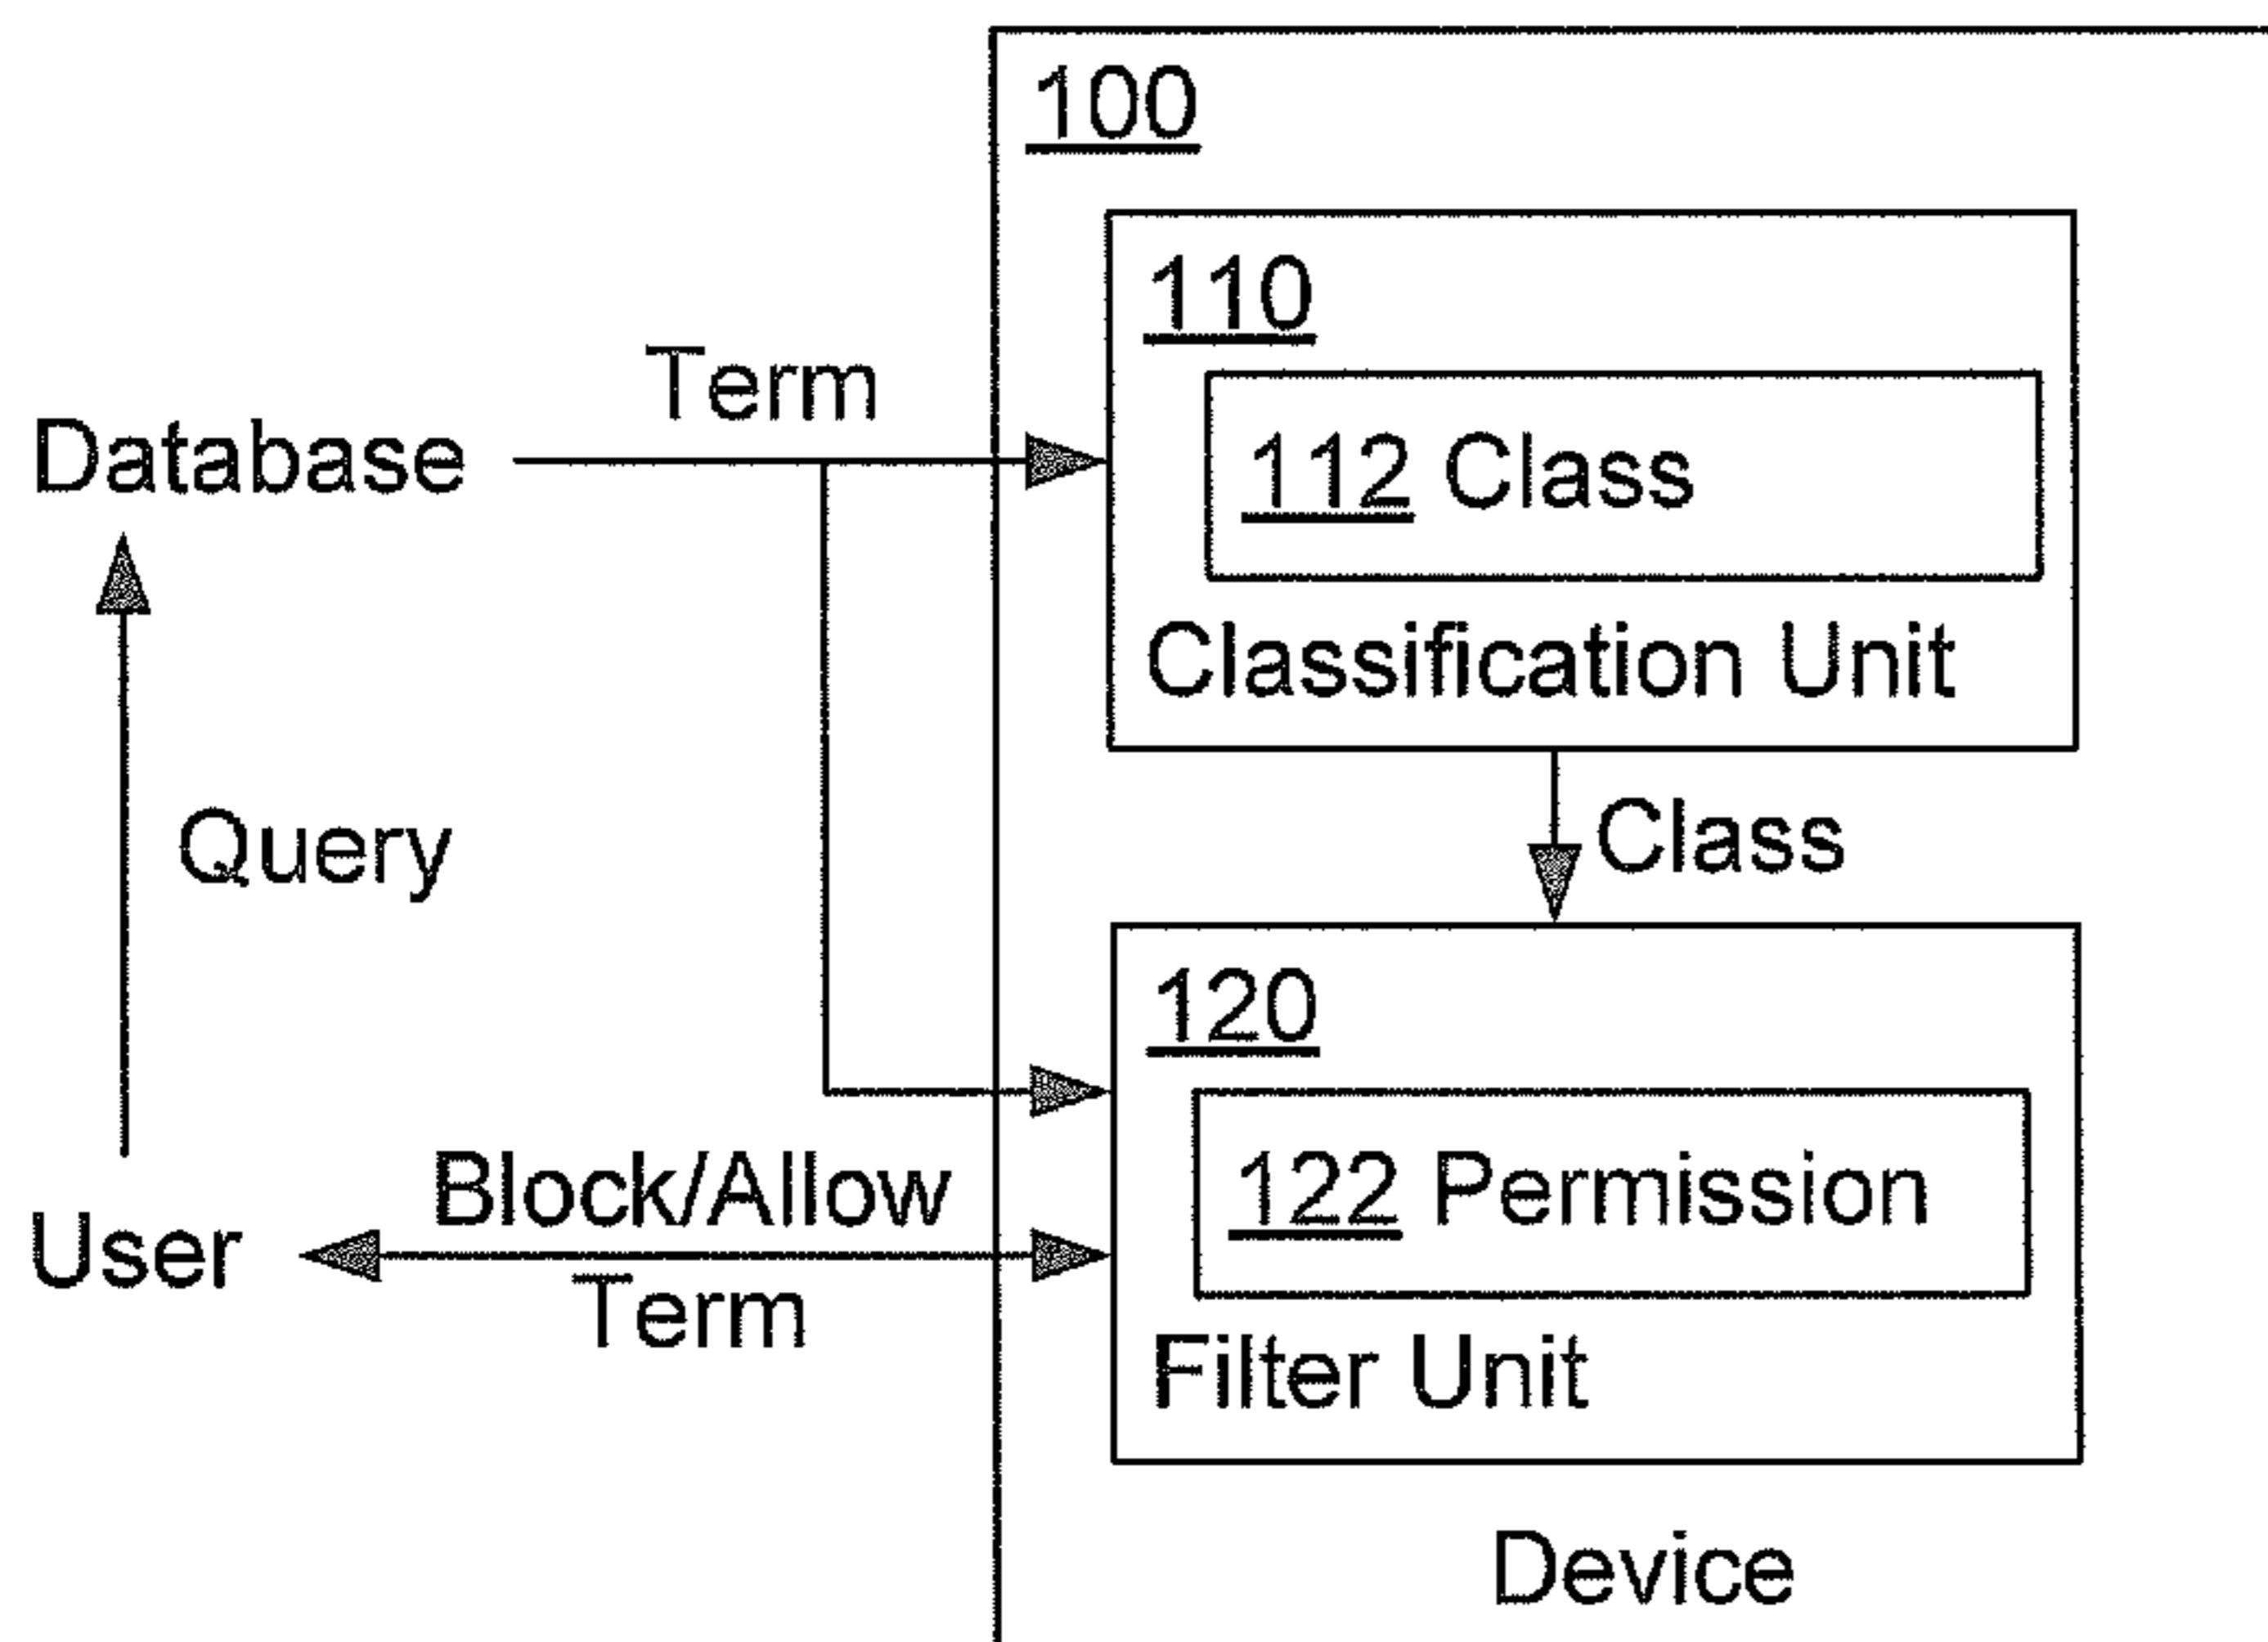 100
110
Term
Database
112 Class
Classification Unit
Query
Class
120
Block/Allow
122 Permission
User
Term
Filter Unit
Device